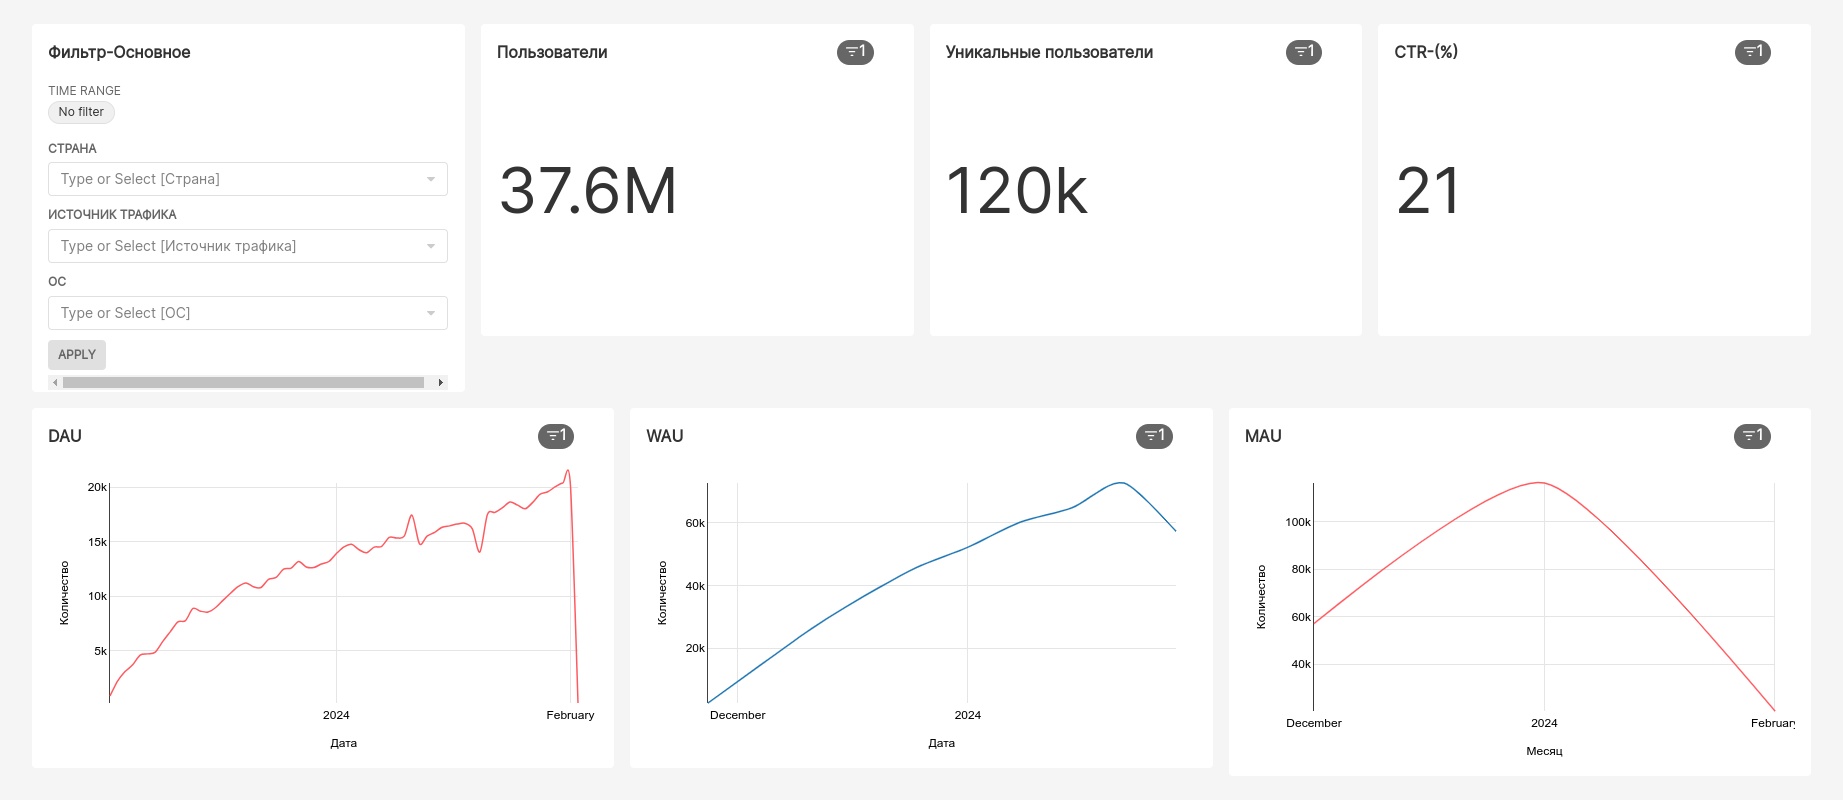 Фильтр-Основное
TIME RANGE
No filter
СТРАНА
Type or Select [Страна]
ИСТОЧНИК ТРАФИКА
Type or Select [Источник трафика]
ОС
Type or Select [ОС]
APPLY
Пользователи
1
37.6M
Уникальные пользователи
1
120k
CTR-(%)
1
21
DAU
1
20k
15k
10k
5k
Количество
2024
February
Дата
WAU
1
60k
40k
20k
Количество
December
2024
Дата
MAU
1
100k
80k
60k
40k
Количество
December
2024
February
Месяц